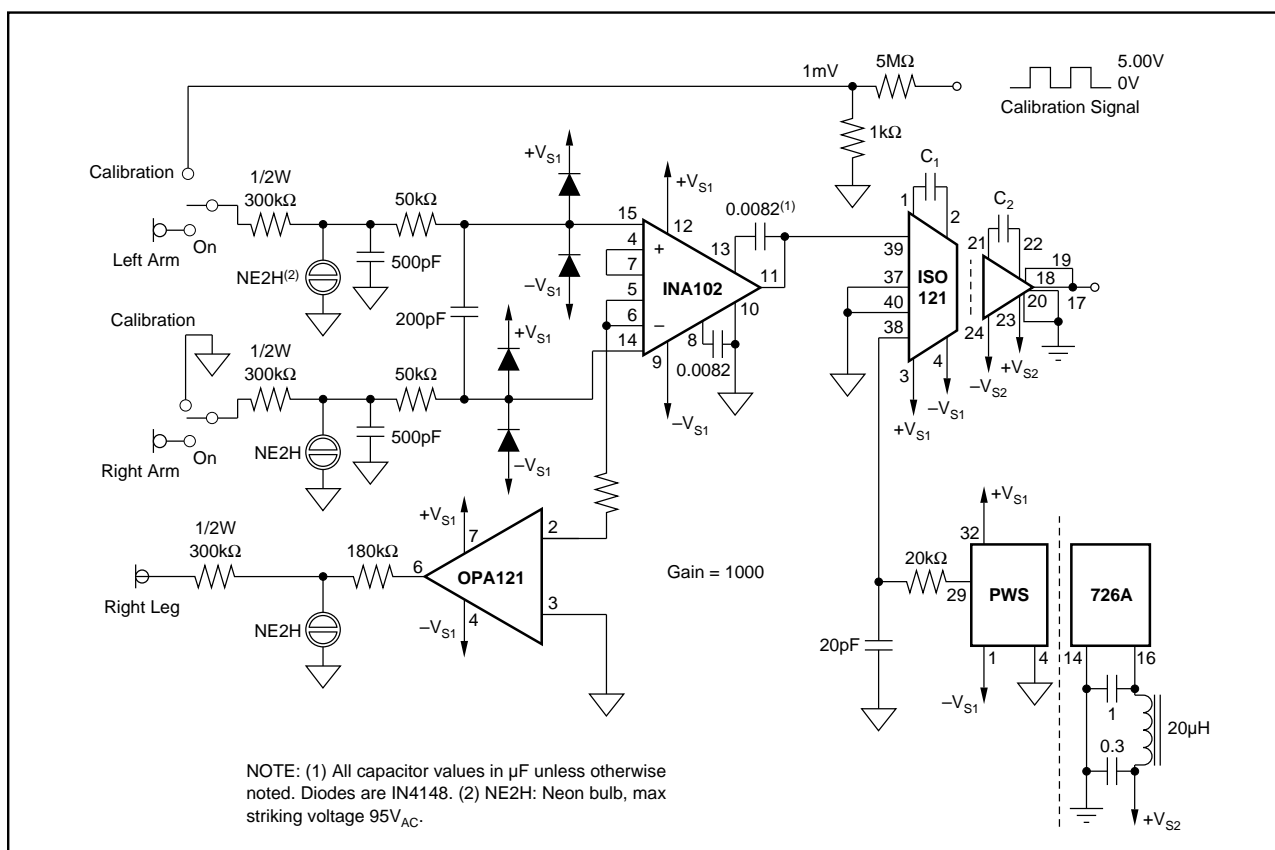 1mV
5MΩ
5.00V
0V
Calibration Signal
1kΩ
Calibration
1/2W
300kΩ
50kΩ
+VS1
+VS1
C1
1
2
C2
Left Arm
On
NE2H(2)
500pF
15
4
7
5
6
14
+
–
12
13
0.0082(1)
11
INA102
10
8
9
0.0082
–VS1
–VS1
39
37
40
38
ISO
121
3
4
+VS1
–VS1
21
22
19
18
20
17
23
24
–VS2
+VS2
200pF
Calibration
1/2W
300kΩ
50kΩ
+VS1
Right Arm
On
NE2H
500pF
–VS1
1/2W
300kΩ
180kΩ
+VS1
7
6
2
OPA121
3
–VS1
4
Right Leg
NE2H
Gain = 1000
20kΩ
20pF
+VS1
32
29
PWS
1
4
–VS1
726A
14
16
1
0.3
20µH
+VS2
NOTE: (1) All capacitor values in µF unless otherwise
noted. Diodes are IN4148. (2) NE2H: Neon bulb, max
striking voltage 95VAC.